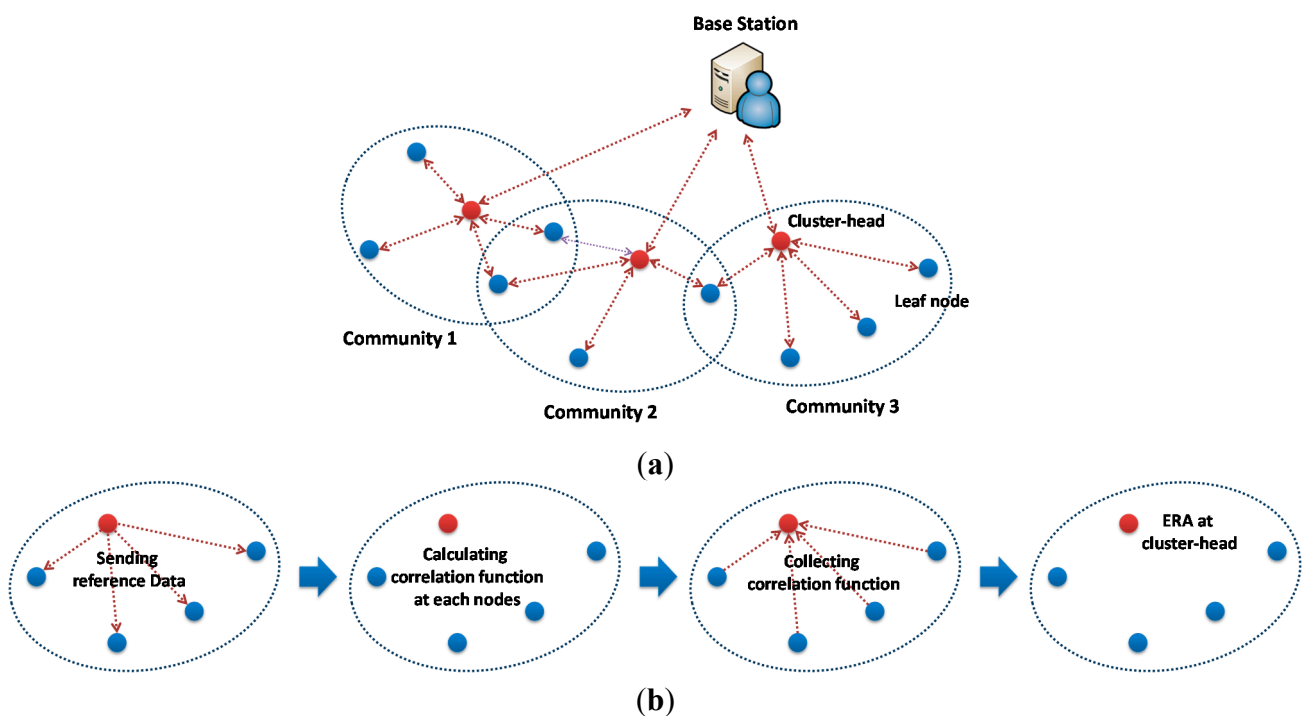 Base Station
Cluster-head
Leaf node
Community 1
Community 2
Community 3
(a)
Sending
reference Data
Calculating
correlation function
at each nodes
Collecting
correlation function
ERA at
cluster-head
(b)